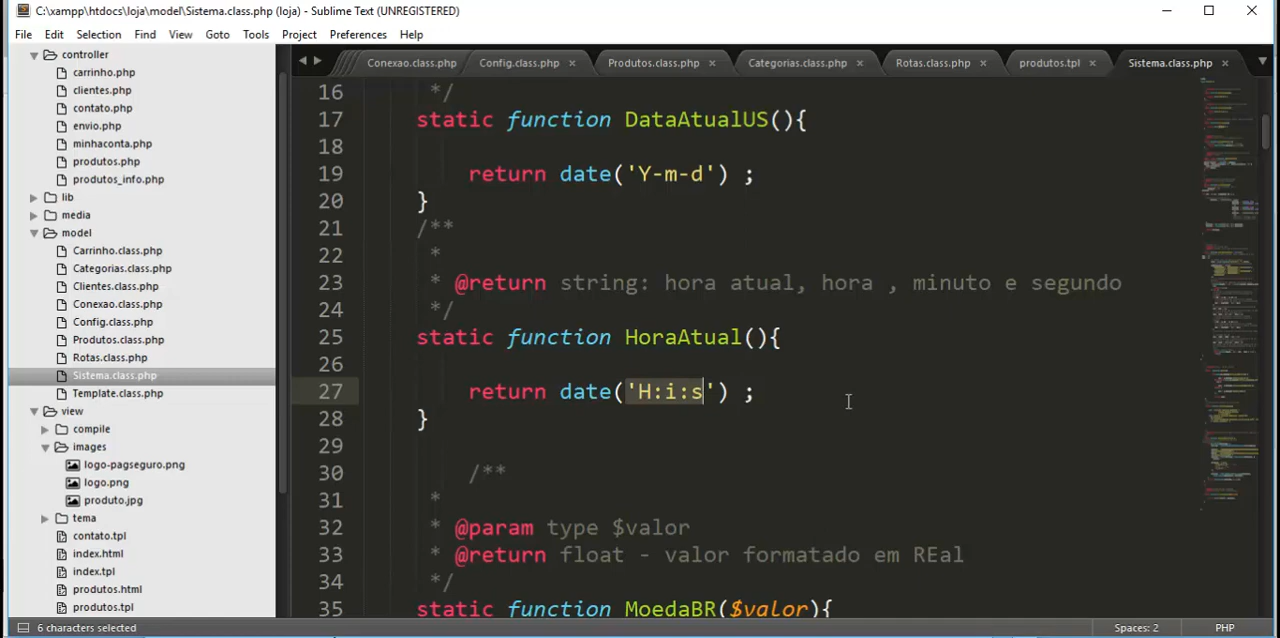 C:\xampp\htdocs\loja\model\Sistema.class.php (loja) - Sublime Text (UNREGISTERED)
File Edit Selection Find View Goto Tools Project Preferences Help
controller
carrinho.php
clientes.php
contato.php
envio.php
minhaconta.php
produtos.php
produtos_info.php
lib
media
model
Carrinho.class.php
Categorias.class.php
Clientes.class.php
Conexao.class.php
Config.class.php
Produtos.class.php
Rotas.class.php
Sistema.class.php
Template.class.php
view
compile
images
logo-pagseguro.png
logo.png
produto.jpg
tema
contato.tpl
index.html
index.tpl
produtos.html
produtos.tpl
Conexao.class.php Config.class.php × Produtos.class.php × Categorias.class.php × Rotas.class.php × produtos.tpl × Sistema.class.php ×
16 */
17 static function DataAtualUS(){
18
19 return date('Y-m-d') ;
20 }
21 /**
22 *
23 * @return string: hora atual, hora , minuto e segundo
24 */
25 static function HoraAtual(){
26
27 return date('H:i:s') ;
28 }
29
30 /**
31 *
32 * @param type $valor
33 * @return float - valor formatado em REal
34 */
35 static function MoedaBR($valor){
6 characters selected Spaces: 2 PHP